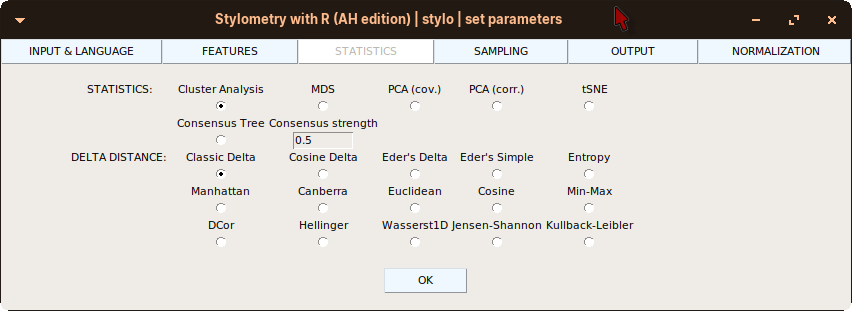 Stylometry with R (AH edition) | stylo | set parameters
INPUT & LANGUAGE FEATURES STATISTICS SAMPLING OUTPUT NORMALIZATION
STATISTICS: Cluster Analysis MDS PCA (cov.) PCA (corr.) tSNE
Consensus Tree Consensus strength
0.5
DELTA DISTANCE: Classic Delta Cosine Delta Eder's Delta Eder's Simple Entropy
Manhattan Canberra Euclidean Cosine Min-Max
DCor Hellinger Wasserst1D Jensen-Shannon Kullback-Leibler
OK